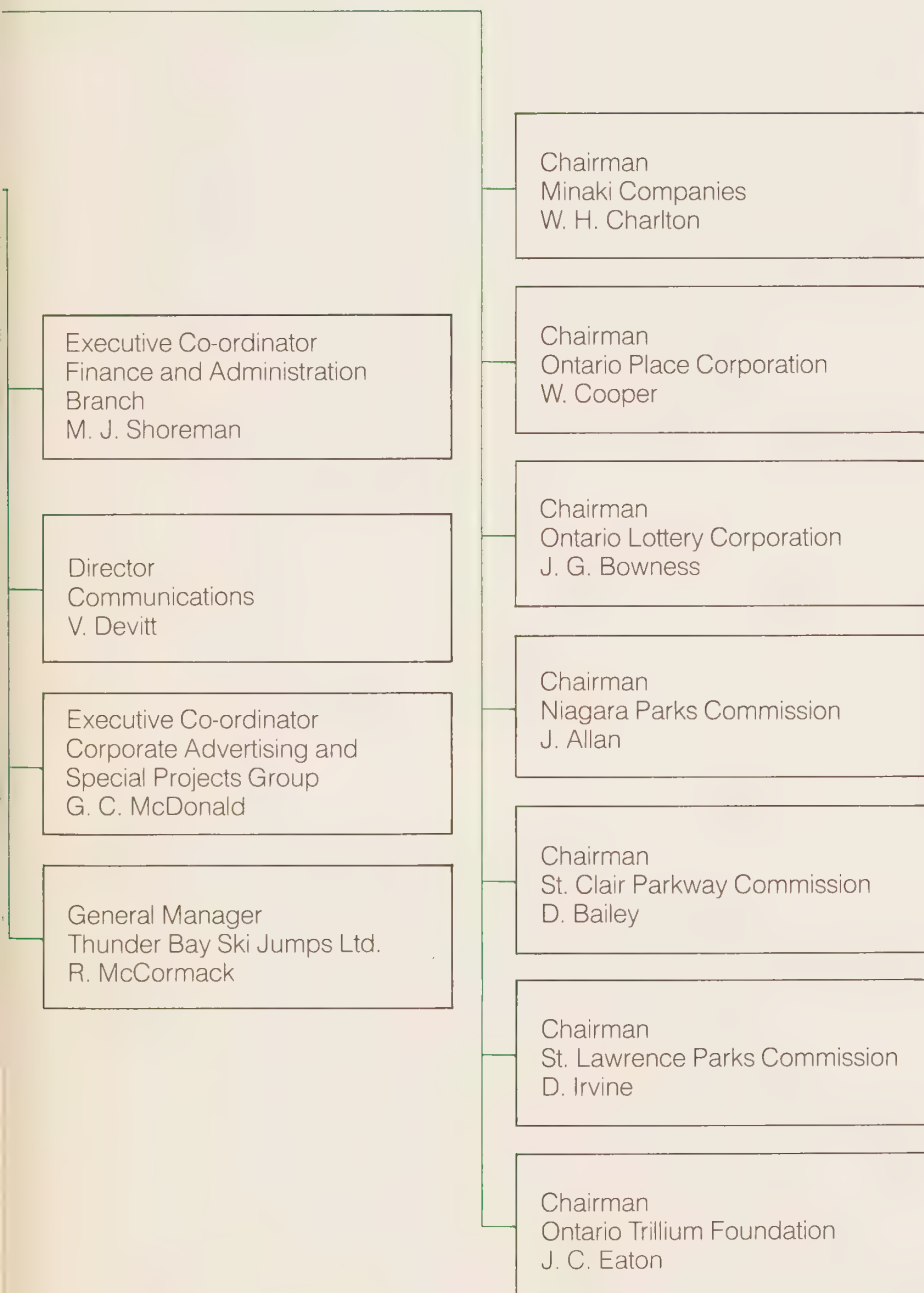 Executive Co-ordinator
Finance and Administration
Branch
M. J. Shoreman
Director
Communications
V. Devitt
Executive Co-ordinator
Corporate Advertising and
Special Projects Group
G. C. McDonald
General Manager
Thunder Bay Ski Jumps Ltd.
R. McCormack
Chairman
Minaki Companies
W. H. Charlton
Chairman
Ontario Place Corporation
W. Cooper
Chairman
Ontario Lottery Corporation
J. G. Bowness
Chairman
Niagara Parks Commission
J. Allan
Chairman
St. Clair Parkway Commission
D. Bailey
Chairman
St. Lawrence Parks Commission
D. Irvine
Chairman
Ontario Trillium Foundation
J. C. Eaton